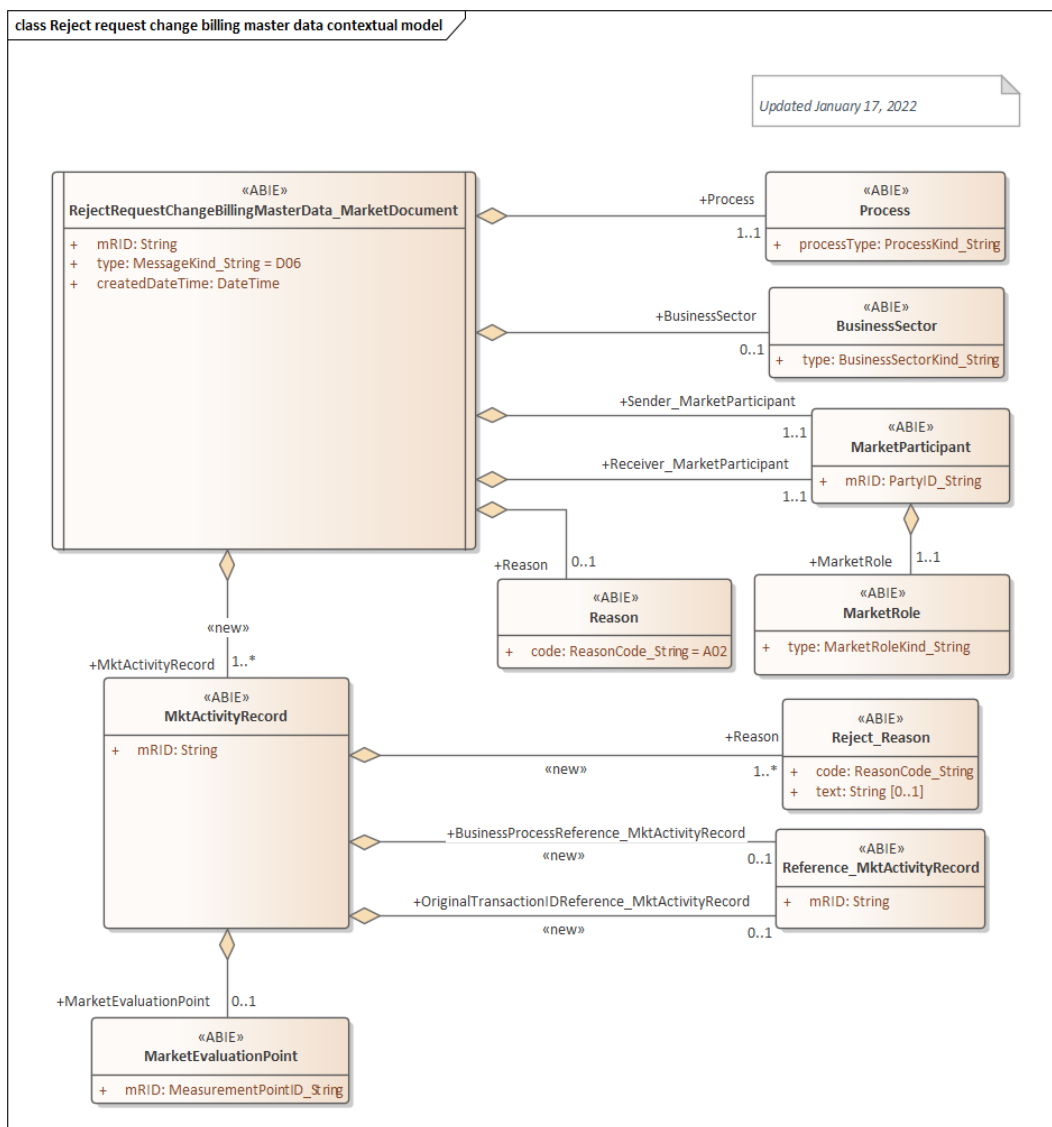 class Reject request change billing master data contextual model
Updated January 17, 2022
«ABIE»
RejectRequestChangeBillingMasterData_MarketDocument
+ mRID: String
+ type: MessageKind_String = D06
+ createdDateTime: DateTime
+Process
1..1
«ABIE»
Process
+ processType: ProcessKind_String
+BusinessSector
0..1
«ABIE»
BusinessSector
+ type: BusinessSectorKind_String
+Sender_MarketParticipant
1..1
+Receiver_MarketParticipant
1..1
«ABIE»
MarketParticipant
+ mRID: PartyID_String
+MarketRole
1..1
«ABIE»
MarketRole
+ type: MarketRoleKind_String
+Reason
0..1
«ABIE»
Reason
+ code: ReasonCode_String = A02
«new»
+MktActivityRecord
1..*
«ABIE»
MktActivityRecord
+ mRID: String
+Reason
«new»
1..*
«ABIE»
Reject_Reason
+ code: ReasonCode_String
+ text: String [0..1]
+BusinessProcessReference_MktActivityRecord
«new»
0..1
+OriginalTransactionIDReference_MktActivityRecord
«new»
0..1
«ABIE»
Reference_MktActivityRecord
+ mRID: String
+MarketEvaluationPoint
0..1
«ABIE»
MarketEvaluationPoint
+ mRID: MeasurementPointID_String